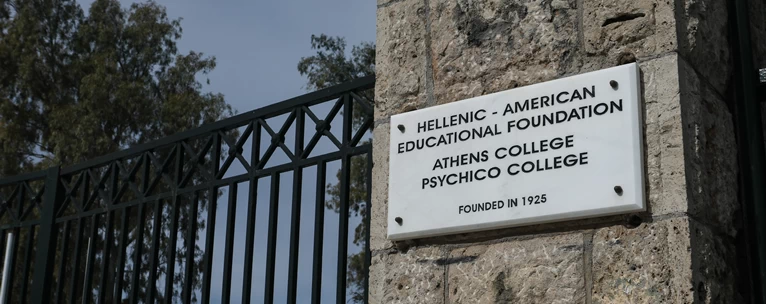 HELLENIC - AMERICAN
EDUCATIONAL FOUNDATION
ATHENS COLLEGE
PSYCHICO COLLEGE
FOUNDED IN 1925